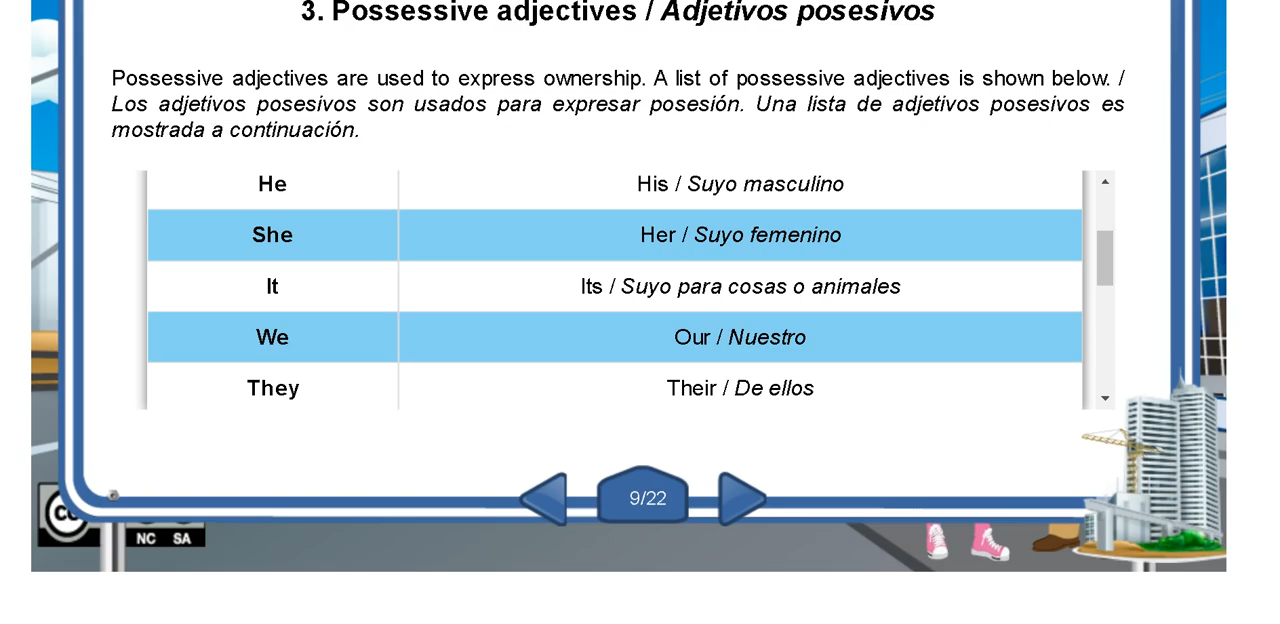 3. Possessive adjectives / Adjetivos posesivos
Possessive adjectives are used to express ownership. A list of possessive adjectives is shown below. /
Los adjetivos posesivos son usados para expresar posesión. Una lista de adjetivos posesivos es
mostrada a continuación.
He His / Suyo masculino
She Her / Suyo femenino
It Its / Suyo para cosas o animales
We Our / Nuestro
They Their / De ellos
9/22
NC SA